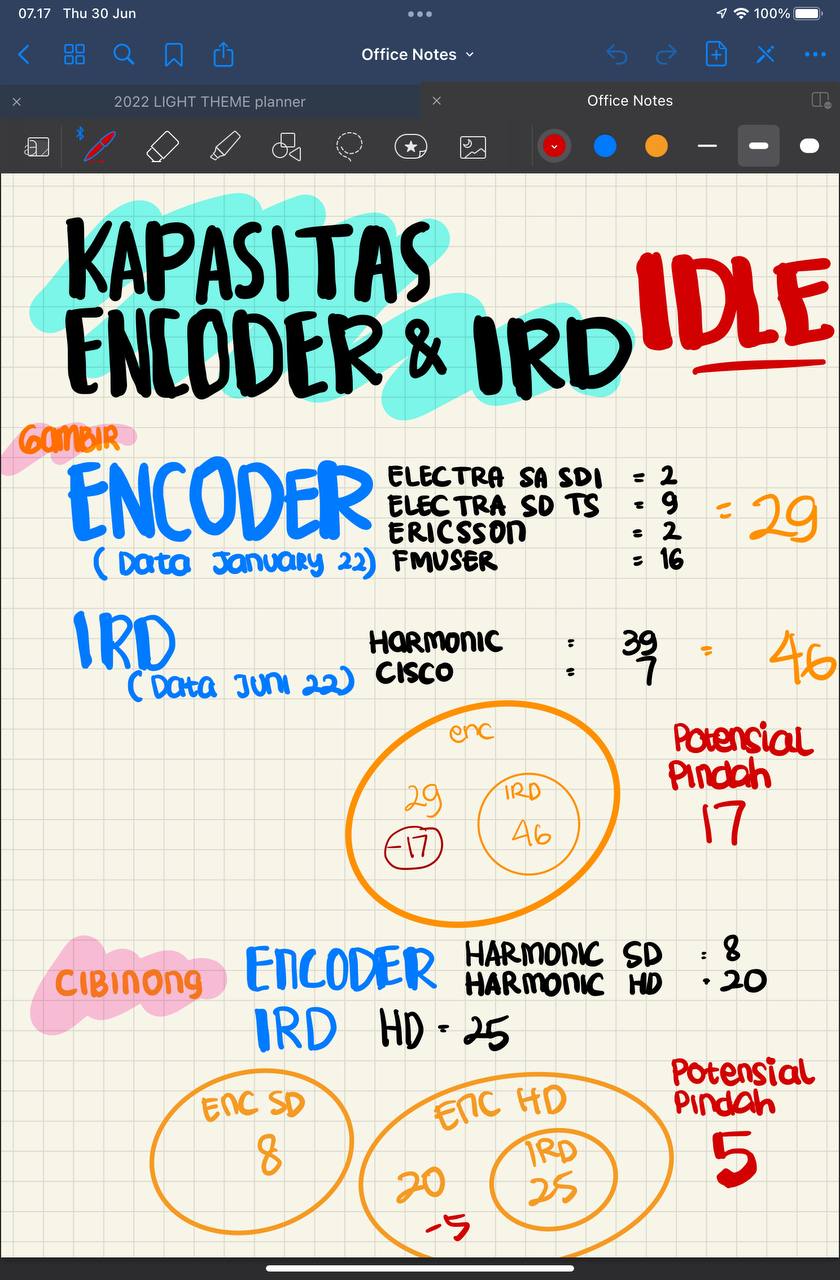 07.17 Thu 30 Jun
100%
Office Notes
2022 LIGHT THEME planner
Office Notes
KAPASITAS
ENCODER & IRD IDLE
GAMBIR
ENCODER
(Data January 22)
ELECTRA SA SDI = 2
ELECTRA SD TS = 9
ERICSSON = 2
FMUSER = 16
= 29
IRD
(Data Juni 22)
HARMONIC : 39
CISCO = 7
= 46
enc
29
-17
IRD
46
Potensial
Pindah
17
CIBINONG
ENCODER
HARMONIC SD : 8
HARMONIC HD : 20
IRD HD = 25
ENC SD
8
ENC HD
20
-5
IRD
25
Potensial
Pindah
5